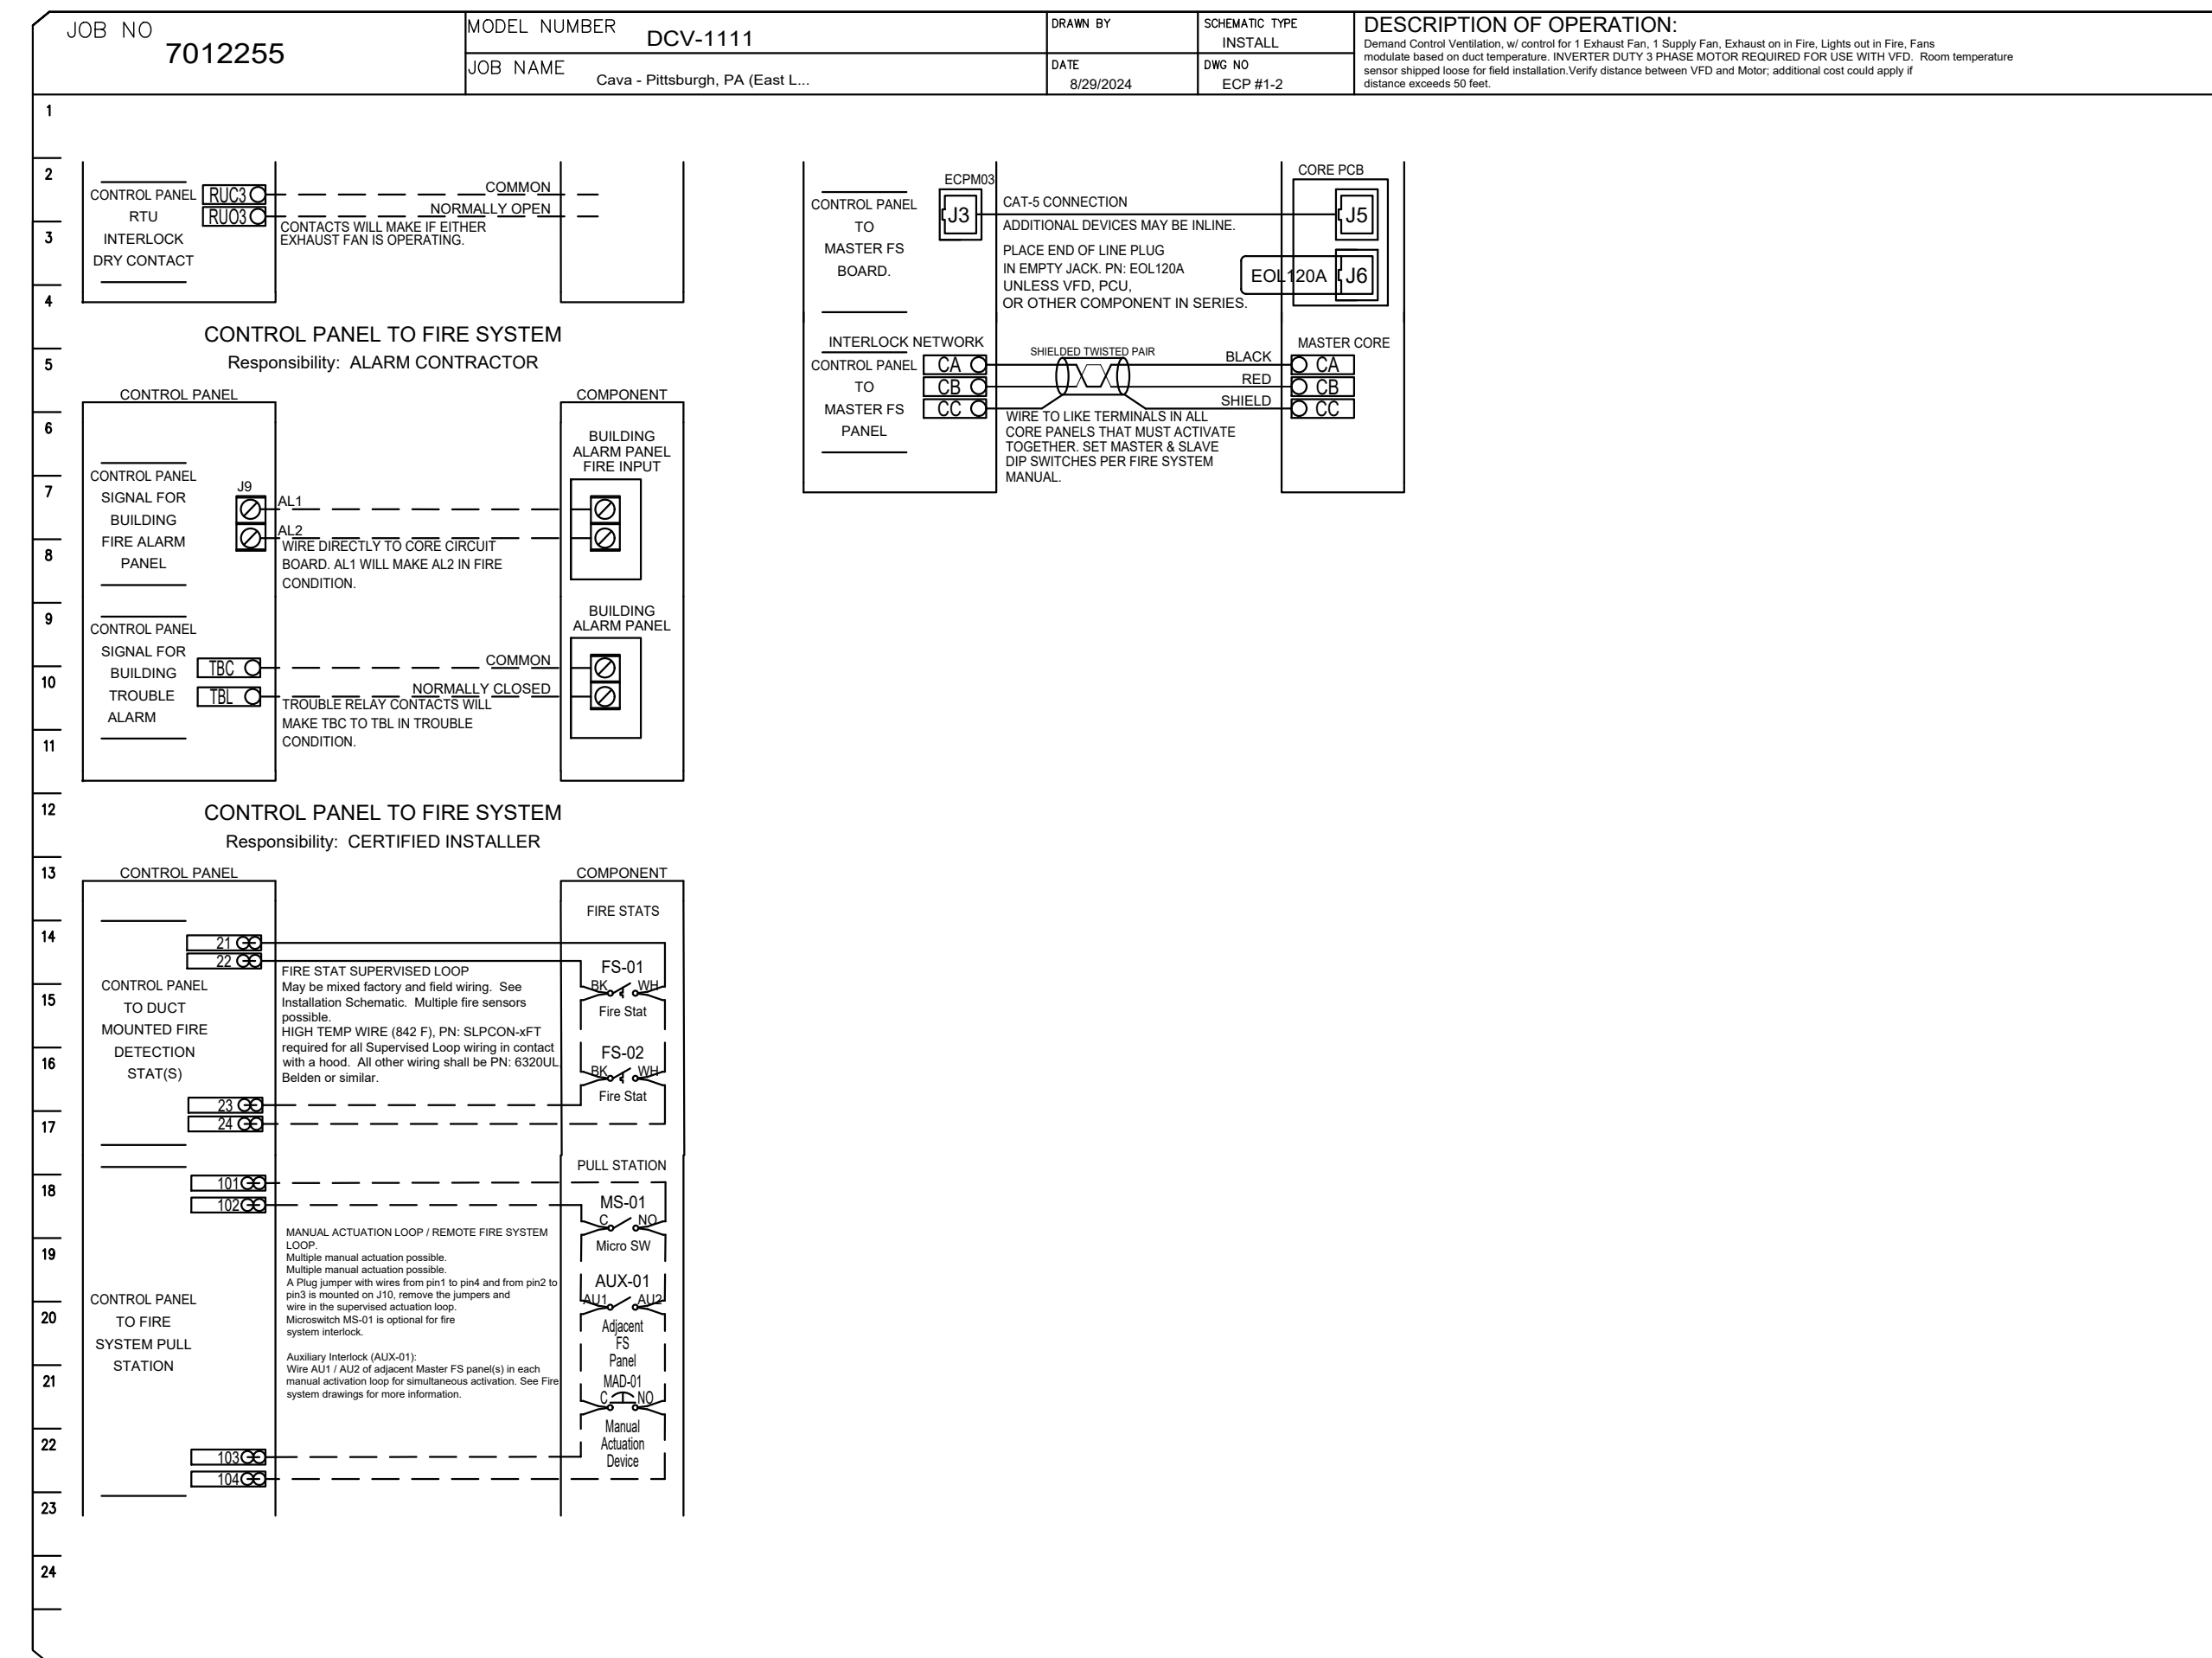 JOB NO
7012255
MODEL NUMBER
DCV-1111
JOB NAME
Cava - Pittsburgh, PA (East L...
DRAWN BY
DATE
8/29/2024
SCHEMATIC TYPE
INSTALL
DWG NO
ECP #1-2
DESCRIPTION OF OPERATION:
Demand Control Ventilation, w/ control for 1 Exhaust Fan, 1 Supply Fan, Exhaust on in Fire, Lights out in Fire, Fans
modulate based on duct temperature. INVERTER DUTY 3 PHASE MOTOR REQUIRED FOR USE WITH VFD.  Room temperature
sensor shipped loose for field installation.Verify distance between VFD and Motor; additional cost could apply if
distance exceeds 50 feet.
1
2
3
4
5
6
7
8
9
10
11
12
13
14
15
16
17
18
19
20
21
22
23
24
CONTROL PANEL
RTU
INTERLOCK
DRY CONTACT
RUC3
RUO3
COMMON
NORMALLY OPEN
CONTACTS WILL MAKE IF EITHER
EXHAUST FAN IS OPERATING.
CONTROL PANEL TO FIRE SYSTEM
Responsibility:  ALARM CONTRACTOR
CONTROL PANEL
COMPONENT
CONTROL PANEL
SIGNAL FOR
BUILDING
FIRE ALARM
PANEL
J9
AL1
AL2
WIRE DIRECTLY TO CORE CIRCUIT
BOARD. AL1 WILL MAKE AL2 IN FIRE
CONDITION.
BUILDING
ALARM PANEL
FIRE INPUT
CONTROL PANEL
SIGNAL FOR
BUILDING
TROUBLE
ALARM
TBC
TBL
COMMON
NORMALLY CLOSED
TROUBLE RELAY CONTACTS WILL
MAKE TBC TO TBL IN TROUBLE
CONDITION.
BUILDING
ALARM PANEL
CONTROL PANEL TO FIRE SYSTEM
Responsibility:  CERTIFIED INSTALLER
CONTROL PANEL
COMPONENT
FIRE STATS
CONTROL PANEL
TO DUCT
MOUNTED FIRE
DETECTION
STAT(S)
21
22
FIRE STAT SUPERVISED LOOP
May be mixed factory and field wiring.  See
Installation Schematic.  Multiple fire sensors
possible.
HIGH TEMP WIRE (842 F), PN: SLPCON-xFT
required for all Supervised Loop wiring in contact
with a hood.  All other wiring shall be PN: 6320UL
Belden or similar.
23
24
FS-01
BK WH
Fire Stat
FS-02
BK WH
Fire Stat
PULL STATION
CONTROL PANEL
TO FIRE
SYSTEM PULL
STATION
101
102
MANUAL ACTUATION LOOP / REMOTE FIRE SYSTEM
LOOP.
Multiple manual actuation possible.
Multiple manual actuation possible.
A Plug jumper with wires from pin1 to pin4 and from pin2 to
pin3 is mounted on J10, remove the jumpers and
wire in the supervised actuation loop.
Microswitch MS-01 is optional for fire
system interlock.
Auxiliary Interlock (AUX-01):
Wire AU1 / AU2 of adjacent Master FS panel(s) in each
manual activation loop for simultaneous activation. See Fire
system drawings for more information.
103
104
MS-01
C NO
Micro SW
AUX-01
AU1 AU2
Adjacent
FS
Panel
MAD-01
C NO
Manual
Actuation
Device
CONTROL PANEL
TO
MASTER FS
BOARD.
ECPM03
J3
CAT-5 CONNECTION
ADDITIONAL DEVICES MAY BE INLINE.
PLACE END OF LINE PLUG
IN EMPTY JACK. PN: EOL120A
UNLESS VFD, PCU,
OR OTHER COMPONENT IN SERIES.
CORE PCB
J5
EOL120A
J6
INTERLOCK NETWORK
CONTROL PANEL
TO
MASTER FS
PANEL
CA
CB
CC
SHIELDED TWISTED PAIR
BLACK
RED
SHIELD
MASTER CORE
CA
CB
CC
WIRE TO LIKE TERMINALS IN ALL
CORE PANELS THAT MUST ACTIVATE
TOGETHER. SET MASTER & SLAVE
DIP SWITCHES PER FIRE SYSTEM
MANUAL.